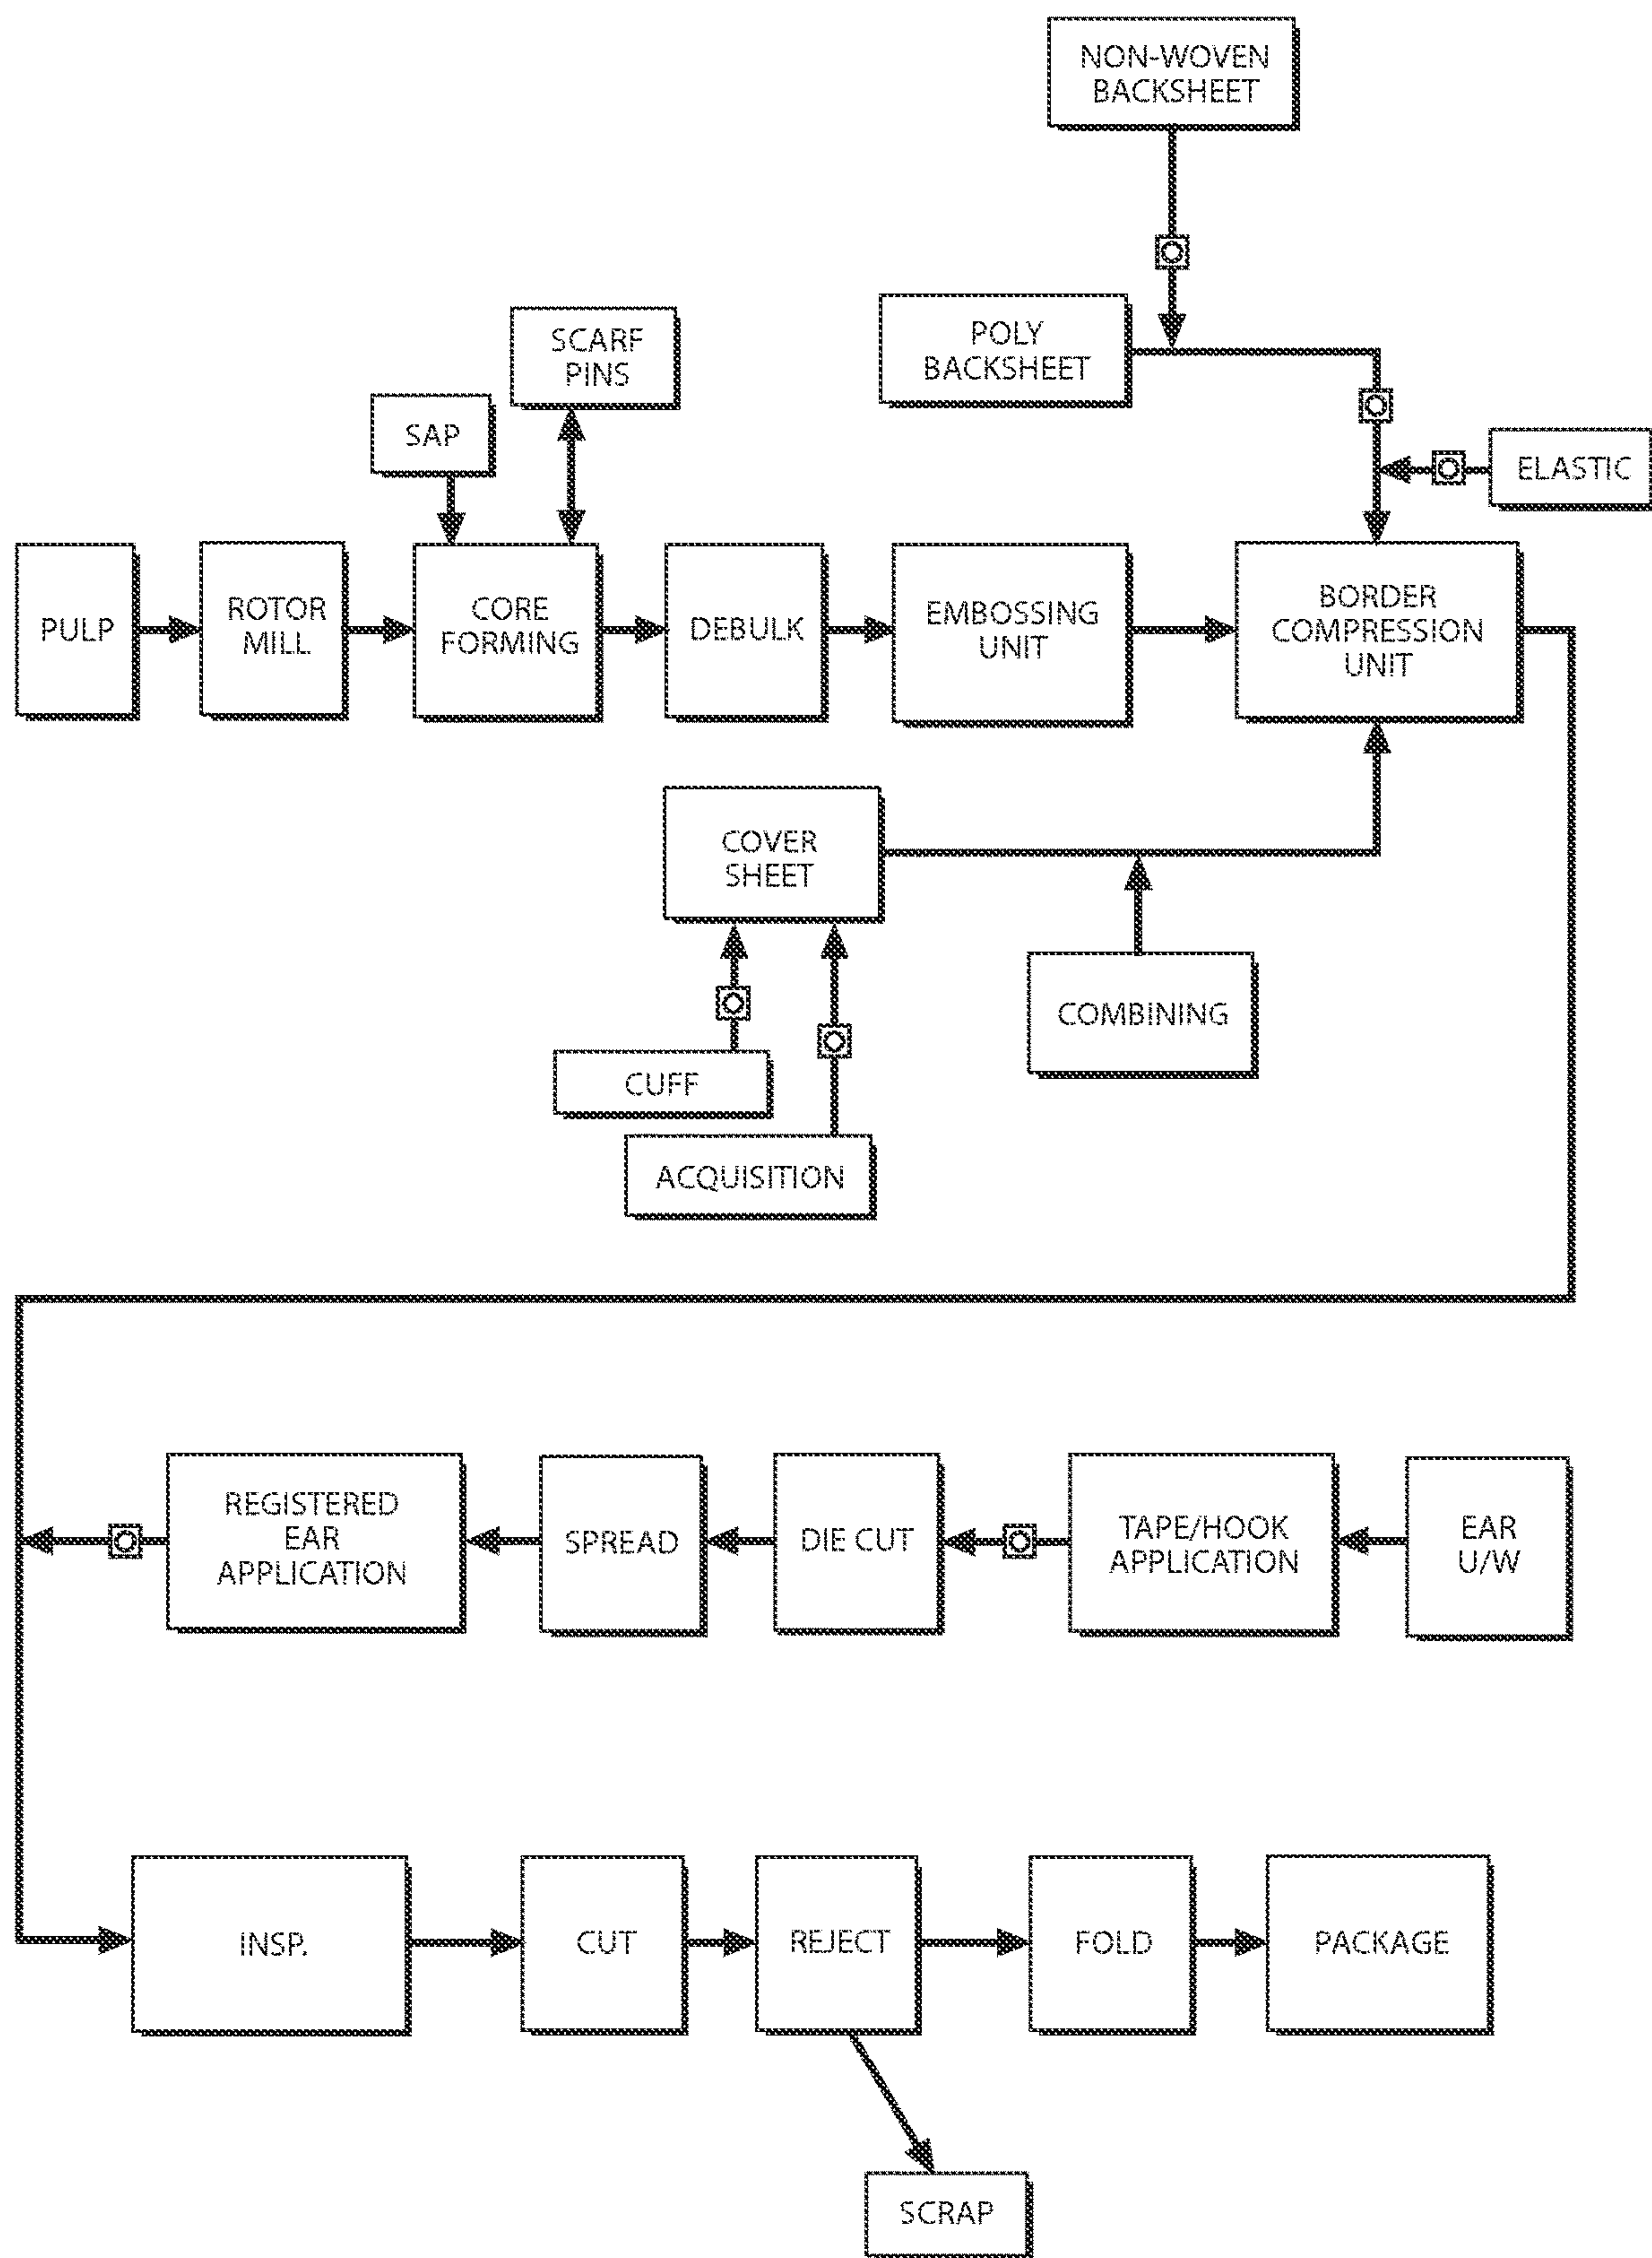 NON-WOVEN
BACKSHEET
POLY
BACKSHEET
SCARF
PINS
SAP
ELASTIC
PULP
ROTOR
MILL.
CORE
FORMING
DEBULK
EMBOSSING
UNIT
BORDER
COMPRESSION
UNIT
COVER
SHEET
COMBINING
CUFF
ACQUISITION
REGISTERED
EAR
APPLICATION
SPREAD
DIE CUT
TAPE/HOOK
APPLICATION
EAR
U/W
INSP.
CUT
REJECT
FOLD
PACKAGE
SCRAP